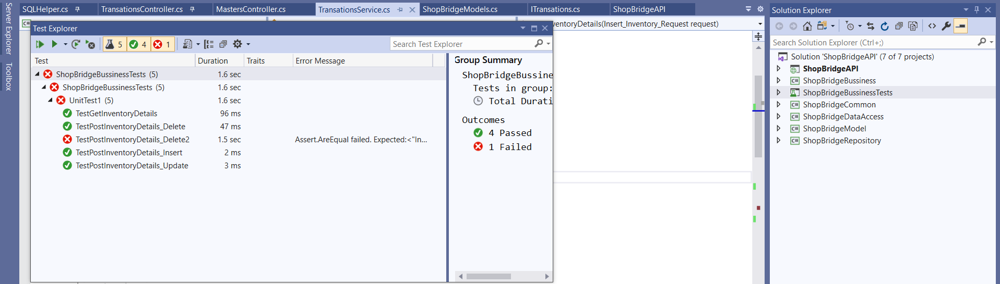 Server Explorer
Toolbox
SQLHelper.cs
TransationsController.cs
MastersController.cs
TransationsService.cs
ShopBridgeModels.cs
ITransations.cs
ShopBridgeAPI
C#
ventoryDetails(Insert_Inventory_Request request)
Test Explorer
5
4
1
Search Test Explorer
Test
Duration
Traits
Error Message
ShopBridgeBussinessTests (5)
1.6 sec
ShopBridgeBussinessTests (5)
1.6 sec
UnitTest1 (5)
1.6 sec
TestGetInventoryDetails
96 ms
TestPostInventoryDetails_Delete
47 ms
TestPostInventoryDetails_Delete2
1.5 sec
Assert.AreEqual failed. Expected:<"In...
TestPostInventoryDetails_Insert
2 ms
TestPostInventoryDetails_Update
3 ms
Group Summary
ShopBridgeBussine
Tests in group:
Total Durati
Outcomes
4 Passed
1 Failed
Solution Explorer
Search Solution Explorer (Ctrl+;)
Solution 'ShopBridgeAPI' (7 of 7 projects)
ShopBridgeAPI
C# ShopBridgeBussiness
ShopBridgeBussinessTests
C# ShopBridgeCommon
C# ShopBridgeDataAccess
C# ShopBridgeModel
C# ShopBridgeRepository